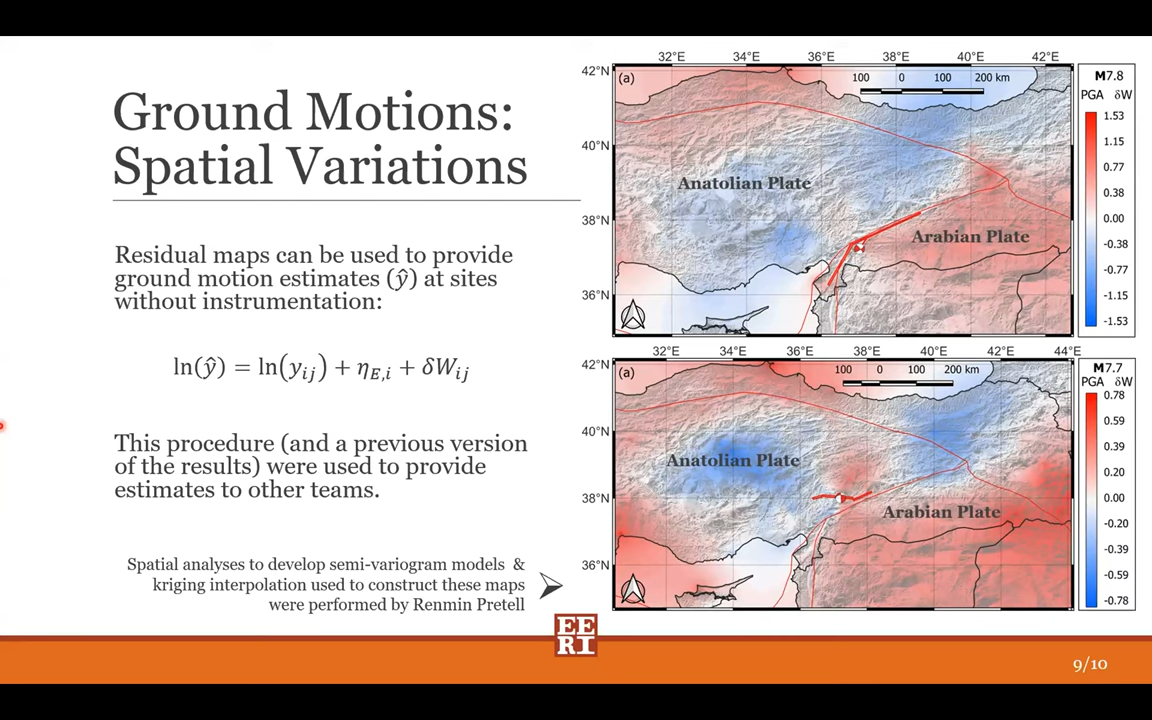 Ground Motions:
Spatial Variations
Residual maps can be used to provide
ground motion estimates (ŷ) at sites
without instrumentation:
ln(ŷ) = ln(y_ij) + η_E,i + δW_ij
This procedure (and a previous version
of the results) were used to provide
estimates to other teams.
Spatial analyses to develop semi-variogram models &
kriging interpolation used to construct these maps
were performed by Renmin Pretell
32°E 34°E 36°E 38°E 40°E 42°E
42°N
40°N
38°N
36°N
(a)
100 0 100 200 km
Anatolian Plate
Arabian Plate
M7.8
PGA δW
1.53
1.15
0.77
0.38
0.00
-0.38
-0.77
-1.15
-1.53
32°E 34°E 36°E 38°E 40°E 42°E 44°E
42°N
40°N
38°N
36°N
(a)
100 0 100 200 km
Anatolian Plate
Arabian Plate
M7.7
PGA δW
0.78
0.59
0.39
0.20
0.00
-0.20
-0.39
-0.59
-0.78
EE
RI
9/10